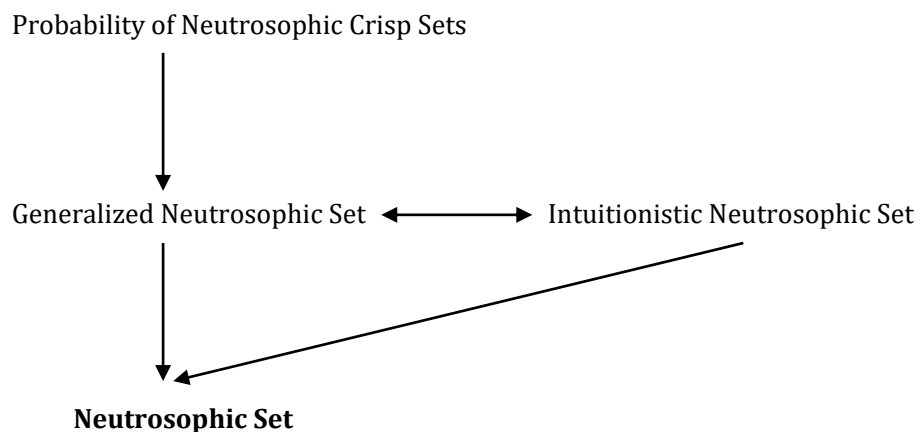 Probability of Neutrosophic Crisp Sets
Generalized Neutrosophic Set
Intuitionistic Neutrosophic Set
Neutrosophic Set